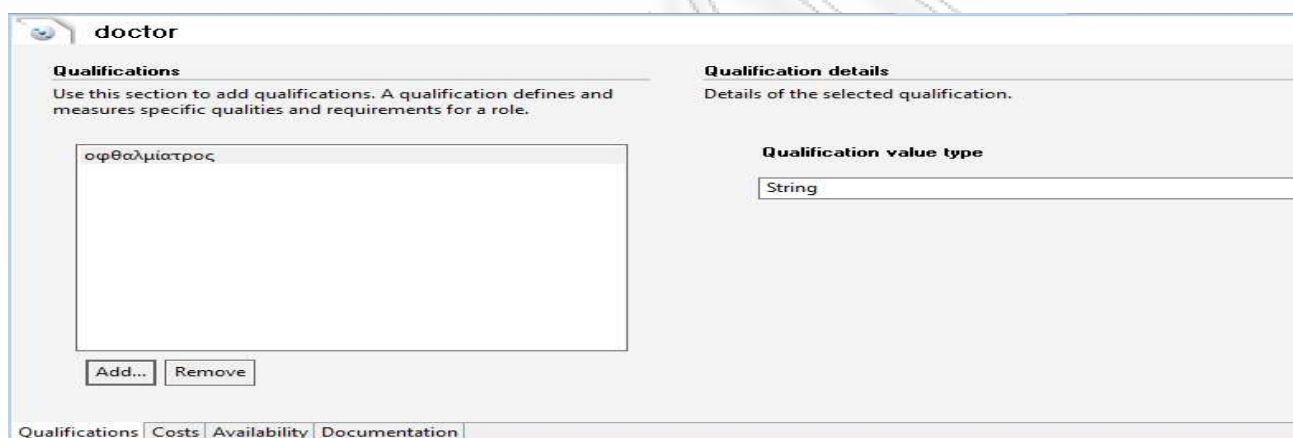 doctor
Qualifications
Use this section to add qualifications. A qualification defines and
measures specific qualities and requirements for a role.
οφθαλμίατρος
Add...
Remove
Qualification details
Details of the selected qualification.
Qualification value type
String
Qualifications Costs Availability Documentation